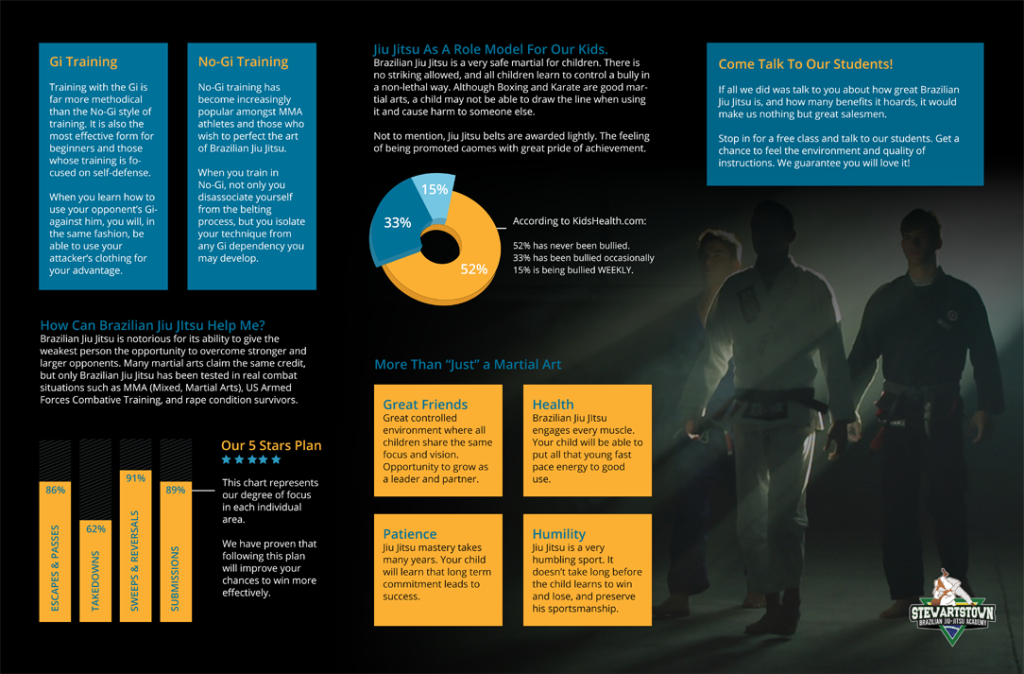 Gi Training
Training with the Gi is
far more methodical
than the No-Gi style of
training. It is also the
most effective form for
beginners and those
whose training is fo-
cused on self-defense.
When you learn how to
use your opponent's Gi-
against him, you will, in
the same fashion, be
able to use your
attacker's clothing for
your advantage.
No-Gi Training
No-Gi training has
become increasingly
popular amongst MMA
athletes and those who
wish to perfect the art
of Brazilian Jiu Jitsu.
When you train in
No-Gi, not only you
disassociate yourself
from the belting
process, but you isolate
your technique from
any Gi dependency you
may develop.
How Can Brazilian Jiu JItsu Help Me?
Brazilian Jiu Jitsu is notorious for its ability to give the
weakest person the opportunity to overcome stronger and
larger opponents. Many martial arts claim the same credit,
but only Brazilian Jiu Jitsu has been tested in real combat
situations such as MMA (Mixed, Martial Arts), US Armed
Forces Combative Training, and rape condition survivors.
86%
ESCAPES & PASSES
62%
TAKEDOWNS
91%
SWEEPS & REVERSALS
89%
SUBMISSIONS
Our 5 Stars Plan
This chart represents
our degree of focus
in each individual
area.
We have proven that
following this plan
will improve your
chances to win more
effectively.
Jiu Jitsu As A Role Model For Our Kids.
Brazilian Jiu Jitsu is a very safe martial for children. There is
no striking allowed, and all children learn to control a bully in
a non-lethal way. Although Boxing and Karate are good mar-
tial arts, a child may not be able to draw the line when using
it and cause harm to someone else.
Not to mention, Jiu Jitsu belts are awarded lightly. The feeling
of being promoted caomes with great pride of achievement.
15%
33%
52%
According to KidsHealth.com:
52% has never been bullied.
33% has been bullied occasionally
15% is being bullied WEEKLY.
More Than "Just" a Martial Art
Great Friends
Great controlled
environment where all
children share the same
focus and vision.
Opportunity to grow as
a leader and partner.
Health
Brazilian Jiu JItsu
engages every muscle.
Your child will be able to
put all that young fast
pace energy to good
use.
Patience
Jiu Jitsu mastery takes
many years. Your child
will learn that long term
commitment leads to
success.
Humility
Jiu Jitsu is a very
humbling sport. It
doesn't take long before
the child learns to win
and lose, and preserve
his sportsmanship.
Come Talk To Our Students!
If all we did was talk to you about how great Brazilian
Jiu Jitsu is, and how many benefits it hoards, it would
make us nothing but great salesmen.
Stop in for a free class and talk to our students. Get a
chance to feel the environment and quality of
instructions. We guarantee you will love it!
STEWARTSTOWN
BRAZILIAN JIU-JITSU ACADEMY